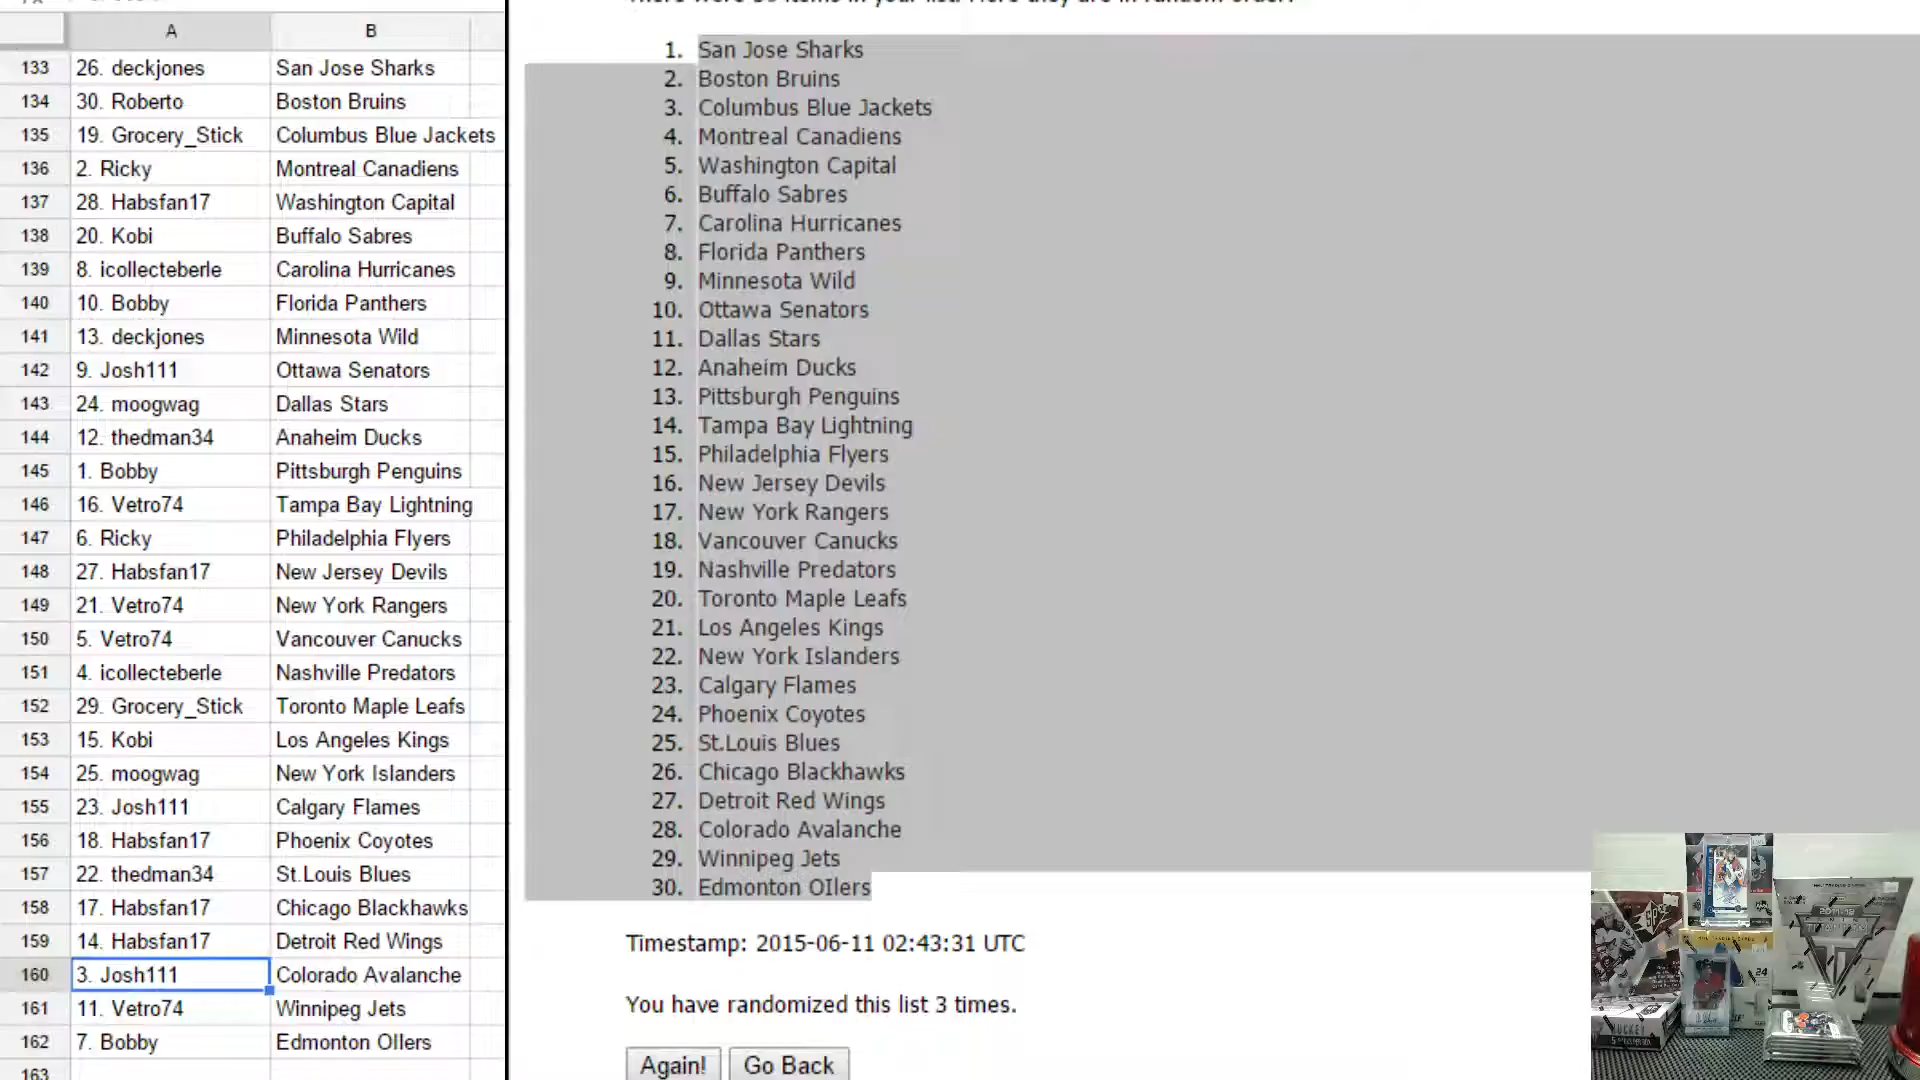 A B
133 26. deckjones San Jose Sharks
134 30. Roberto Boston Bruins
135 19. Grocery_Stick Columbus Blue Jackets
136 2. Ricky Montreal Canadiens
137 28. Habsfan17 Washington Capital
138 20. Kobi Buffalo Sabres
139 8. icollecteberle Carolina Hurricanes
140 10. Bobby Florida Panthers
141 13. deckjones Minnesota Wild
142 9. Josh111 Ottawa Senators
143 24. moogwag Dallas Stars
144 12. thedman34 Anaheim Ducks
145 1. Bobby Pittsburgh Penguins
146 16. Vetro74 Tampa Bay Lightning
147 6. Ricky Philadelphia Flyers
148 27. Habsfan17 New Jersey Devils
149 21. Vetro74 New York Rangers
150 5. Vetro74 Vancouver Canucks
151 4. icollecteberle Nashville Predators
152 29. Grocery_Stick Toronto Maple Leafs
153 15. Kobi Los Angeles Kings
154 25. moogwag New York Islanders
155 23. Josh111 Calgary Flames
156 18. Habsfan17 Phoenix Coyotes
157 22. thedman34 St.Louis Blues
158 17. Habsfan17 Chicago Blackhawks
159 14. Habsfan17 Detroit Red Wings
160 3. Josh111 Colorado Avalanche
161 11. Vetro74 Winnipeg Jets
162 7. Bobby Edmonton OIlers
163
There were 30 items in your list. Here they are in random order:
1. San Jose Sharks
2. Boston Bruins
3. Columbus Blue Jackets
4. Montreal Canadiens
5. Washington Capital
6. Buffalo Sabres
7. Carolina Hurricanes
8. Florida Panthers
9. Minnesota Wild
10. Ottawa Senators
11. Dallas Stars
12. Anaheim Ducks
13. Pittsburgh Penguins
14. Tampa Bay Lightning
15. Philadelphia Flyers
16. New Jersey Devils
17. New York Rangers
18. Vancouver Canucks
19. Nashville Predators
20. Toronto Maple Leafs
21. Los Angeles Kings
22. New York Islanders
23. Calgary Flames
24. Phoenix Coyotes
25. St.Louis Blues
26. Chicago Blackhawks
27. Detroit Red Wings
28. Colorado Avalanche
29. Winnipeg Jets
30. Edmonton OIlers
Timestamp: 2015-06-11 02:43:31 UTC
You have randomized this list 3 times.
Again! Go Back